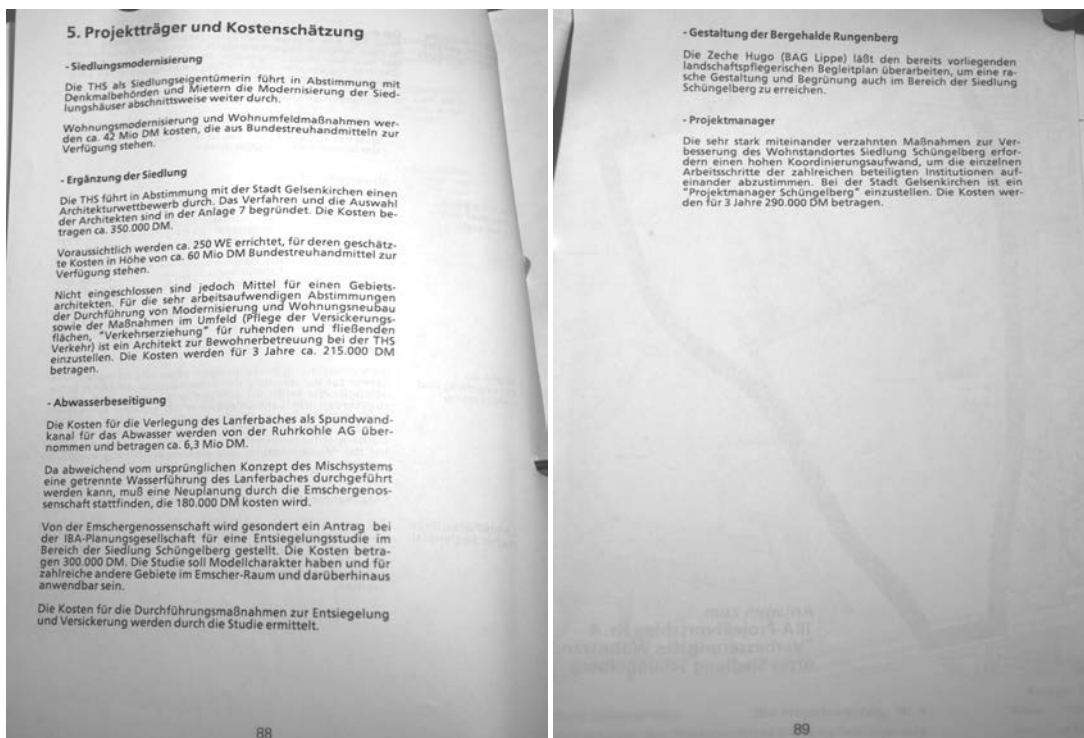 5. Projektträger und Kostenschätzung
- Siedlungsmodernisierung
Die THS als Siedlungseigentümerin führt in Abstimmung mit
Denkmalbehörden und Mietern die Modernisierung der Sied-
lungshäuser abschnittsweise weiter durch.
Wohnungsmodernisierung und Wohnumfeldmaßnahmen wer-
den ca. 42 Mio DM kosten, die aus Bundestreuhandmitteln zur
Verfügung stehen.
- Ergänzung der Siedlung
Die THS führt in Abstimmung mit der Stadt Gelsenkirchen einen
Architekturwettbewerb durch. Das Verfahren und die Auswahl
der Architekten sind in der Anlage 7 begründet. Die Kosten be-
tragen ca. 350.000 DM.
Voraussichtlich werden ca. 250 WE errichtet, für deren geschätz-
te Kosten in Höhe von ca. 60 Mio DM Bundestreuhandmittel zur
Verfügung stehen.
Nicht eingeschlossen sind jedoch Mittel für einen Gebiets-
architekten. Für die sehr arbeitsaufwendigen Abstimmungen
der Durchführung von Modernisierung und Wohnungsneubau
sowie der Maßnahmen im Umfeld (Pflege der Versickerungs-
flächen, "Verkehrserziehung" für ruhenden und fließenden
Verkehr) ist ein Architekt zur Bewohnerbetreuung bei der THS
einzustellen. Die Kosten werden für 3 Jahre ca. 215.000 DM
betragen.
- Abwasserbeseitigung
Die Kosten für die Verlegung des Lanferbaches als Spundwand-
kanal für das Abwasser werden von der Ruhrkohle AG über-
nommen und betragen ca. 6,3 Mio DM.
Da abweichend vom ursprünglichen Konzept des Mischsystems
eine getrennte Wasserführung des Lanferbaches durchgeführt
werden kann, muß eine Neuplanung durch die Emschergenos-
senschaft stattfinden, die 180.000 DM kosten wird.
Von der Emschergenossenschaft wird gesondert ein Antrag bei
der IBA-Planungsgesellschaft für eine Entsiegelungsstudie im
Bereich der Siedlung Schüngelberg gestellt. Die Kosten betra-
gen 300.000 DM. Die Studie soll Modellcharakter haben und für
zahlreiche andere Gebiete im Emscher-Raum und darüberhinaus
anwendbar sein.
Die Kosten für die Durchführungsmaßnahmen zur Entsiegelung
und Versickerung werden durch die Studie ermittelt.
88
- Gestaltung der Bergehalde Rungenberg
Die Zeche Hugo (BAG Lippe) läßt den bereits vorliegenden
landschaftspflegerischen Begleitplan überarbeiten, um eine ra-
sche Gestaltung und Begrünung auch im Bereich der Siedlung
Schüngelberg zu erreichen.
- Projektmanager
Die sehr stark miteinander verzahnten Maßnahmen zur Ver-
besserung des Wohnstandortes Siedlung Schüngelberg erfor-
dern einen hohen Koordinierungsaufwand, um die einzelnen
Arbeitsschritte der zahlreichen beteiligten Institutionen auf-
einander abzustimmen. Bei der Stadt Gelsenkirchen ist ein
"Projektmanager Schüngelberg" einzustellen. Die Kosten wer-
den für 3 Jahre 290.000 DM betragen.
89